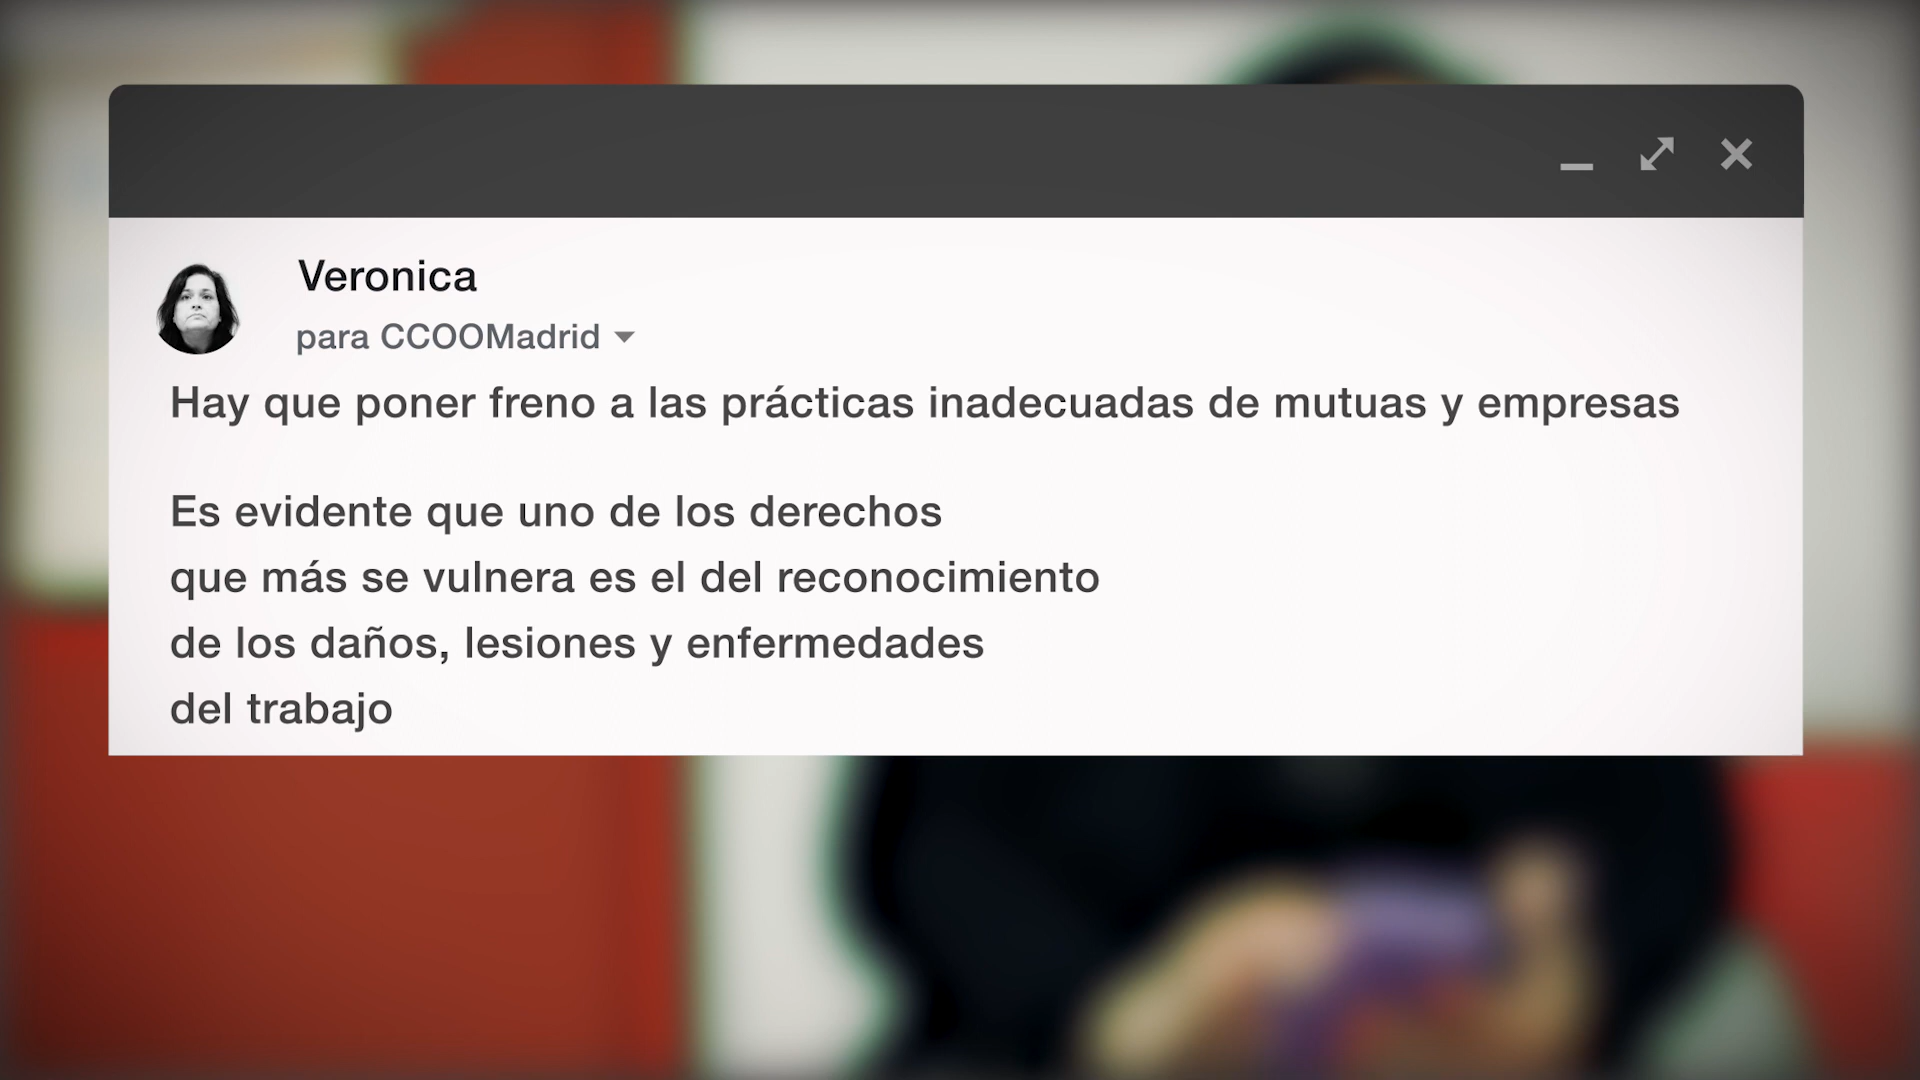 Veronica
para CCOOMadrid
Hay que poner freno a las prácticas inadecuadas de mutuas y empresas
Es evidente que uno de los derechos
que más se vulnera es el del reconocimiento
de los daños, lesiones y enfermedades
del trabajo